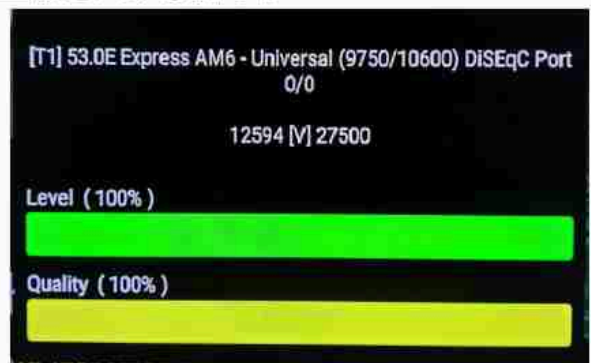 [T1] 53.0E Express AM6 - Universal (9750/10600) DiSEqC Port
0/0
12594 [V] 27500
Level ( 100% )
Quality ( 100% )